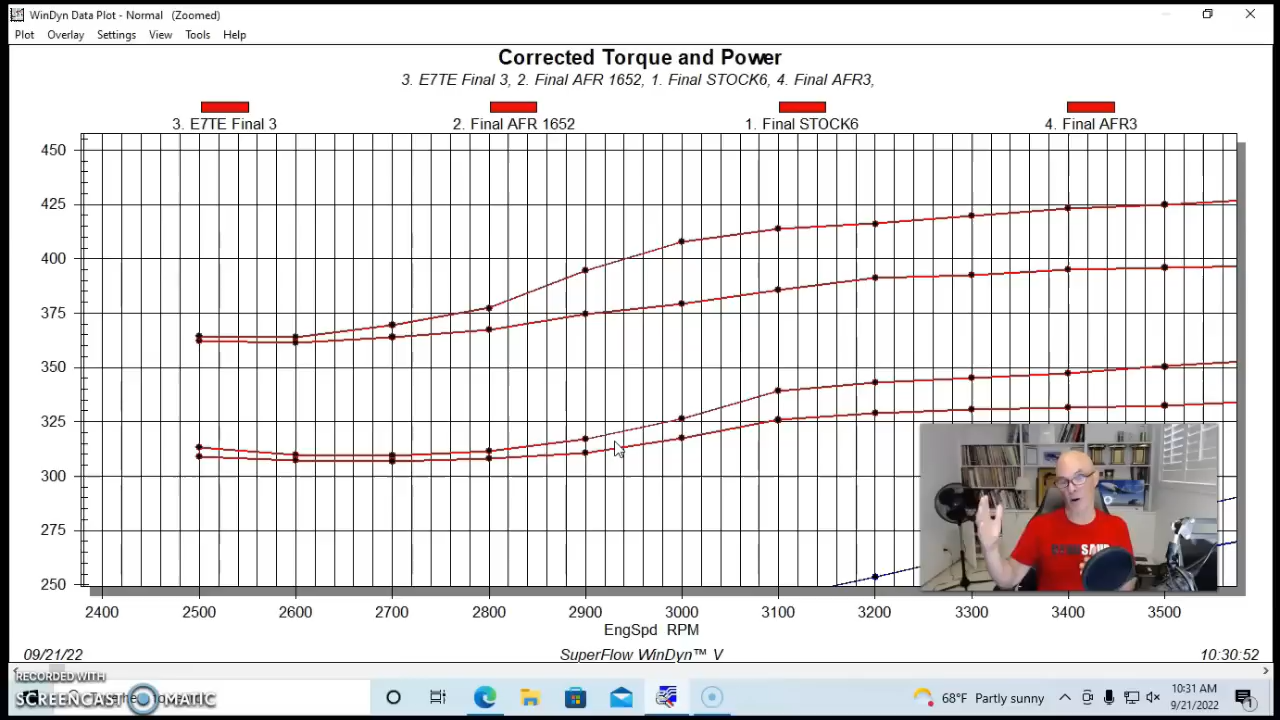 WinDyn Data Plot - Normal (Zoomed)
Plot Overlay Settings View Tools Help
Corrected Torque and Power
3. E7TE Final 3, 2. Final AFR 1652, 1. Final STOCK6, 4. Final AFR3,
3. E7TE Final 3 2. Final AFR 1652 1. Final STOCK6 4. Final AFR3
450
425
400
375
350
325
300
275
250
2400 2500 2600 2700 2800 2900 3000 3100 3200 3300 3400 3500
EngSpd RPM
09/21/22 SuperFlow WinDyn™ V 10:30:52
RECORDED WITH
SCREENCAST MATIC
68°F Partly sunny
10:31 AM
9/21/2022
1